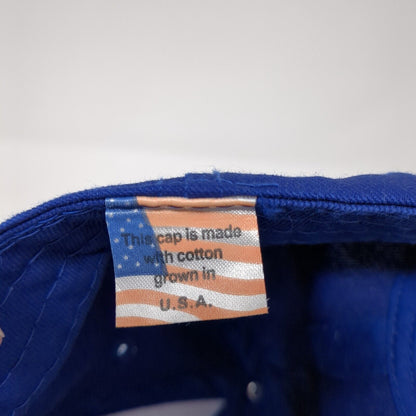 This cap is made
with cotton
grown in
U.S.A.